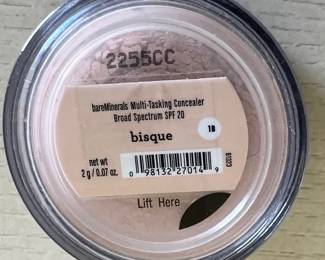 2255CC
bareMinerals Multi-Tasking Concealer
Broad Spectrum SPF 20
bisque
1B
net wt
2 g / 0.07 oz.
0 98132 27014 9
Lift Here